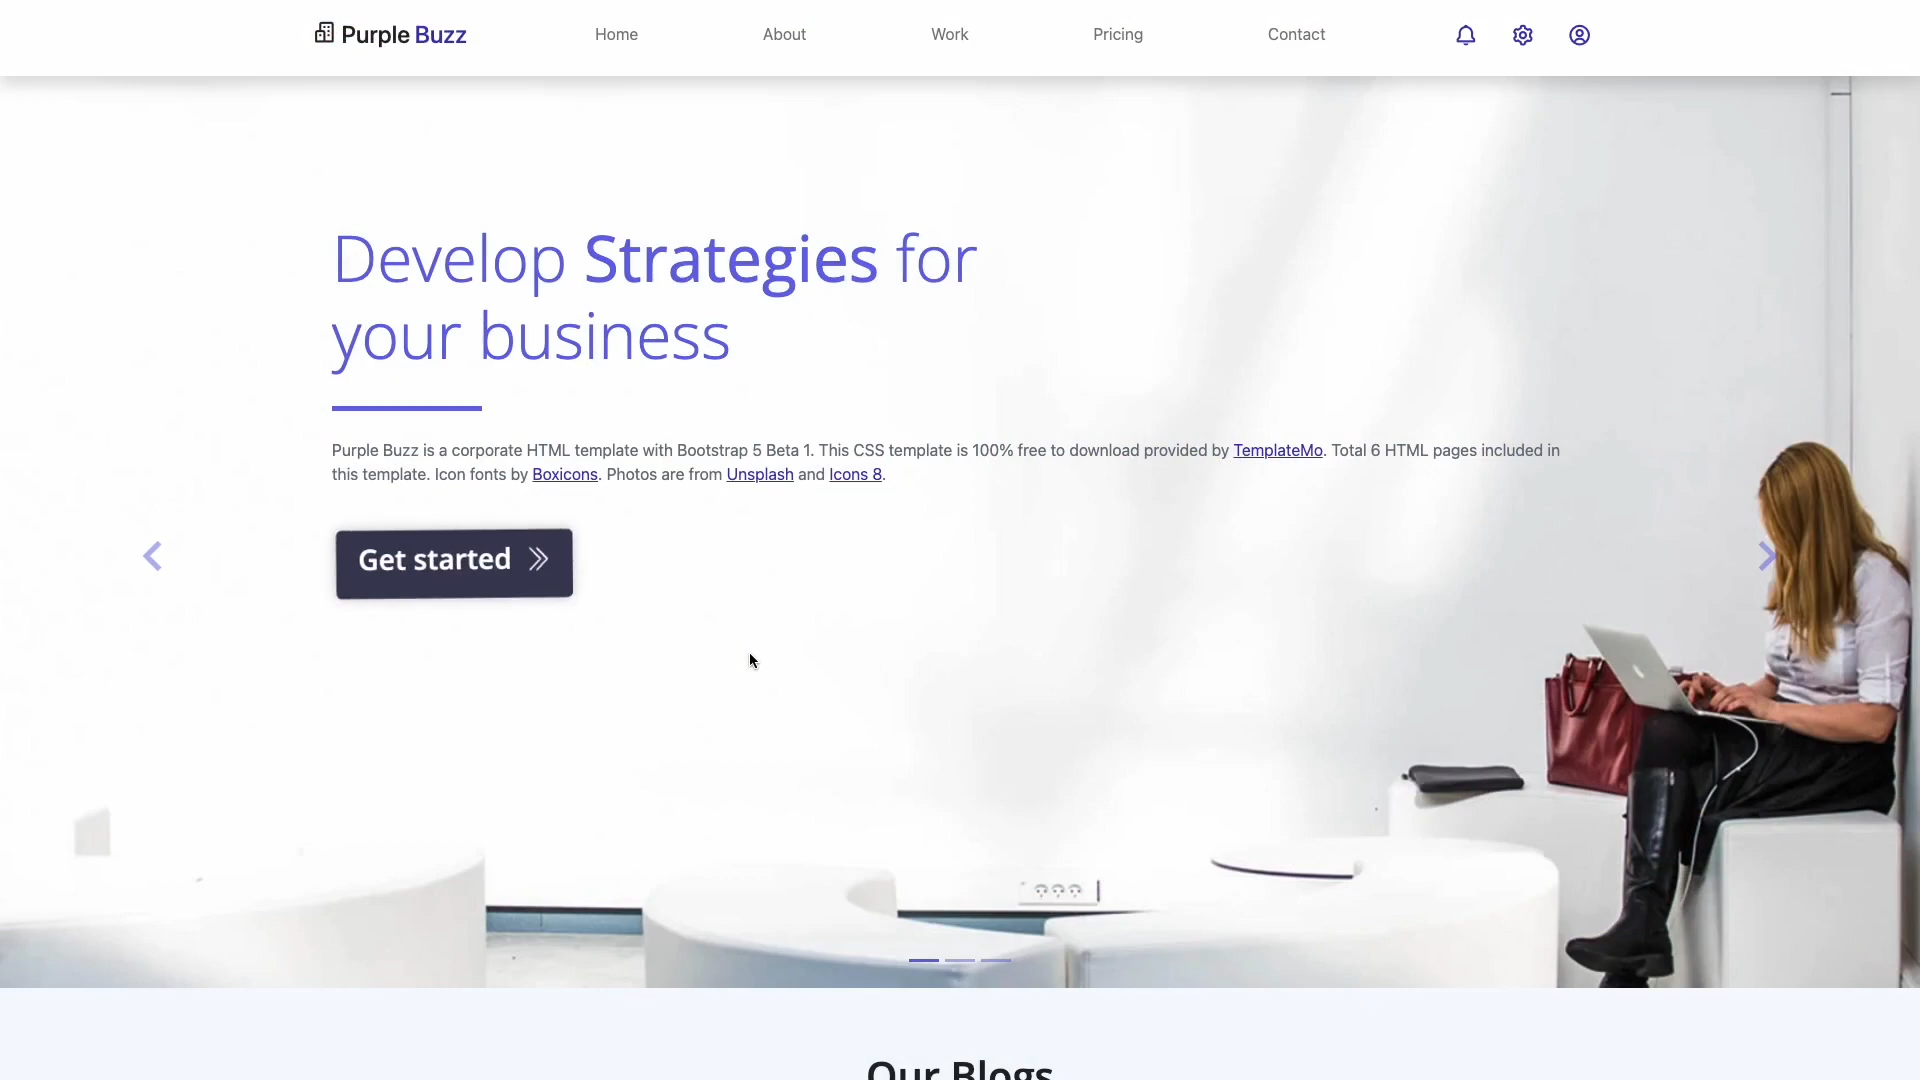 Purple Buzz
Home
About
Work
Pricing
Contact
Develop Strategies for
your business
Purple Buzz is a corporate HTML template with Bootstrap 5 Beta 1. This CSS template is 100% free to download provided by TemplateMo. Total 6 HTML pages included in
this template. Icon fonts by Boxicons. Photos are from Unsplash and Icons 8.
Get started
Our Blogs